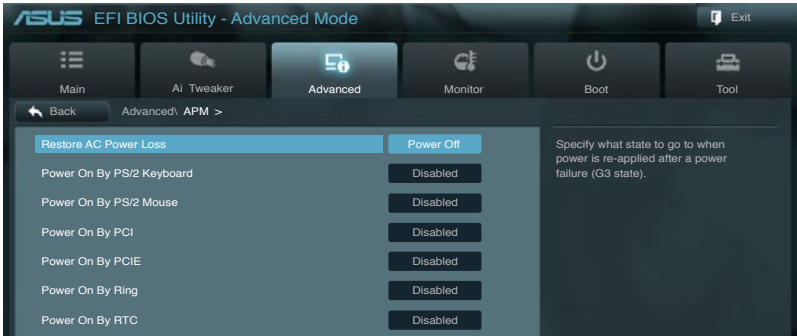 ASUS EFI BIOS Utility - Advanced Mode
Exit
Main
Ai Tweaker
Advanced
Monitor
Boot
Tool
Back
Advanced\ APM >
Restore AC Power Loss Power Off
Power On By PS/2 Keyboard Disabled
Power On By PS/2 Mouse Disabled
Power On By PCI Disabled
Power On By PCIE Disabled
Power On By Ring Disabled
Power On By RTC Disabled
Specify what state to go to when
power is re-applied after a power
failure (G3 state).